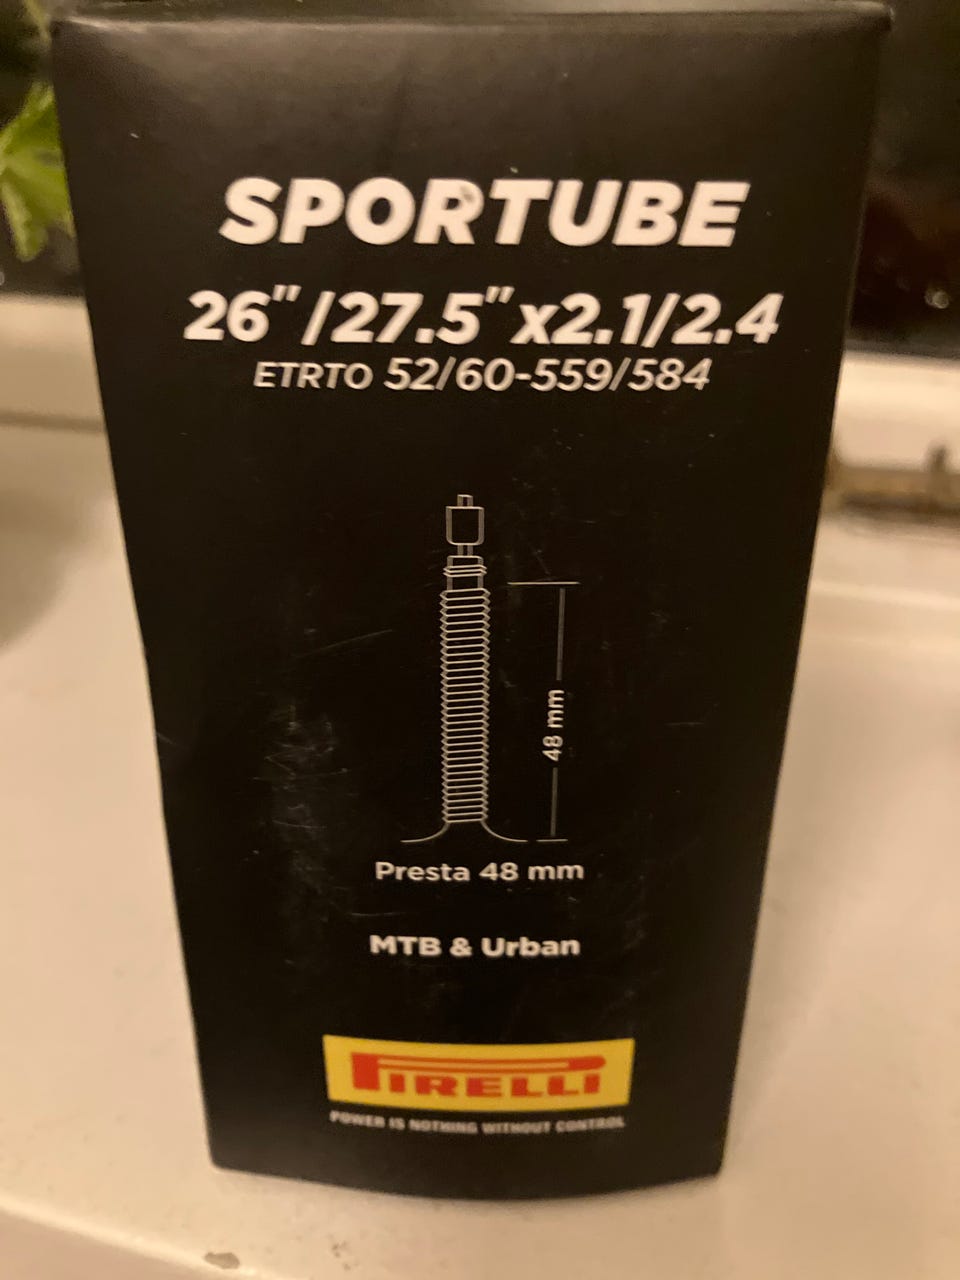 SPORTUBE
26"/27.5"x2.1/2.4
ETRTO 52/60-559/584
48 mm
Presta 48 mm
MTB & Urban
PIRELLI
POWER IS NOTHING WITHOUT CONTROL